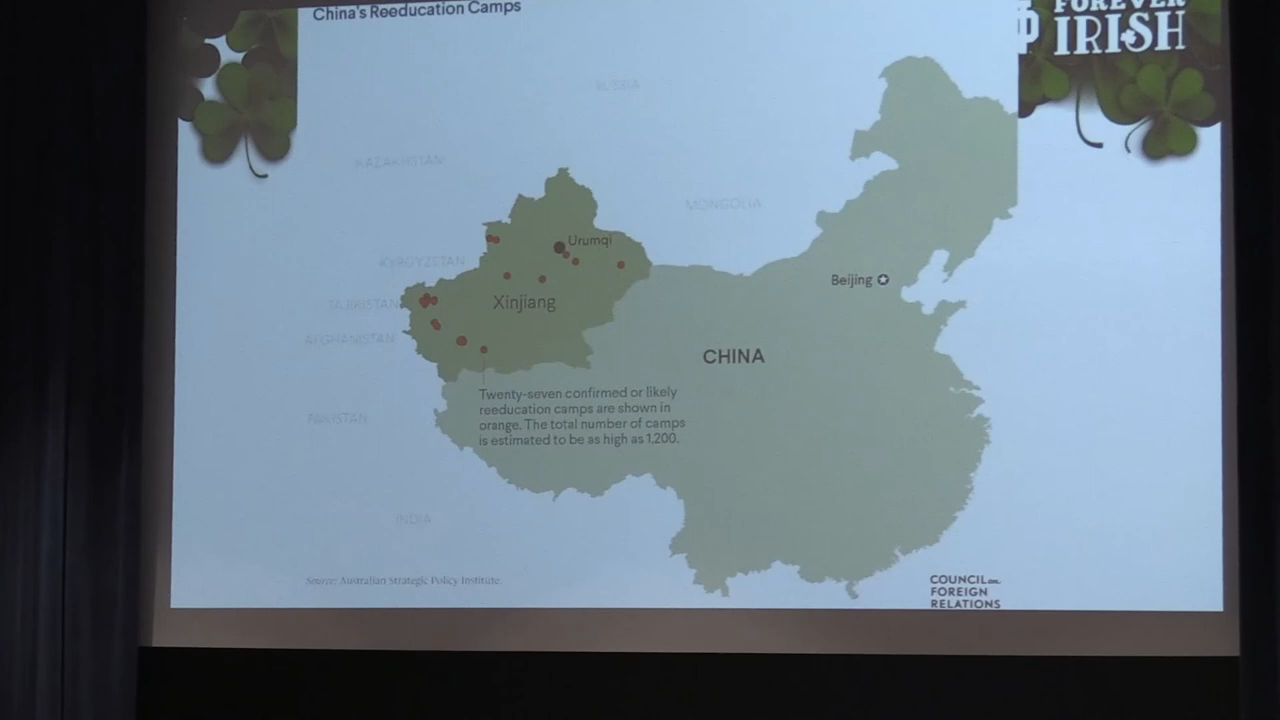 China's Reeducation Camps
FOREVER
IRISH
RUSSIA
KAZAKHSTAN
MONGOLIA
Urumqi
KYRGYZSTAN
Beijing
TAJIKISTAN
Xinjiang
AFGHANISTAN
CHINA
Twenty-seven confirmed or likely
reeducation camps are shown in
orange. The total number of camps
is estimated to be as high as 1,200.
PAKISTAN
INDIA
Source: Australian Strategic Policy Institute.
COUNCIL on
FOREIGN
RELATIONS